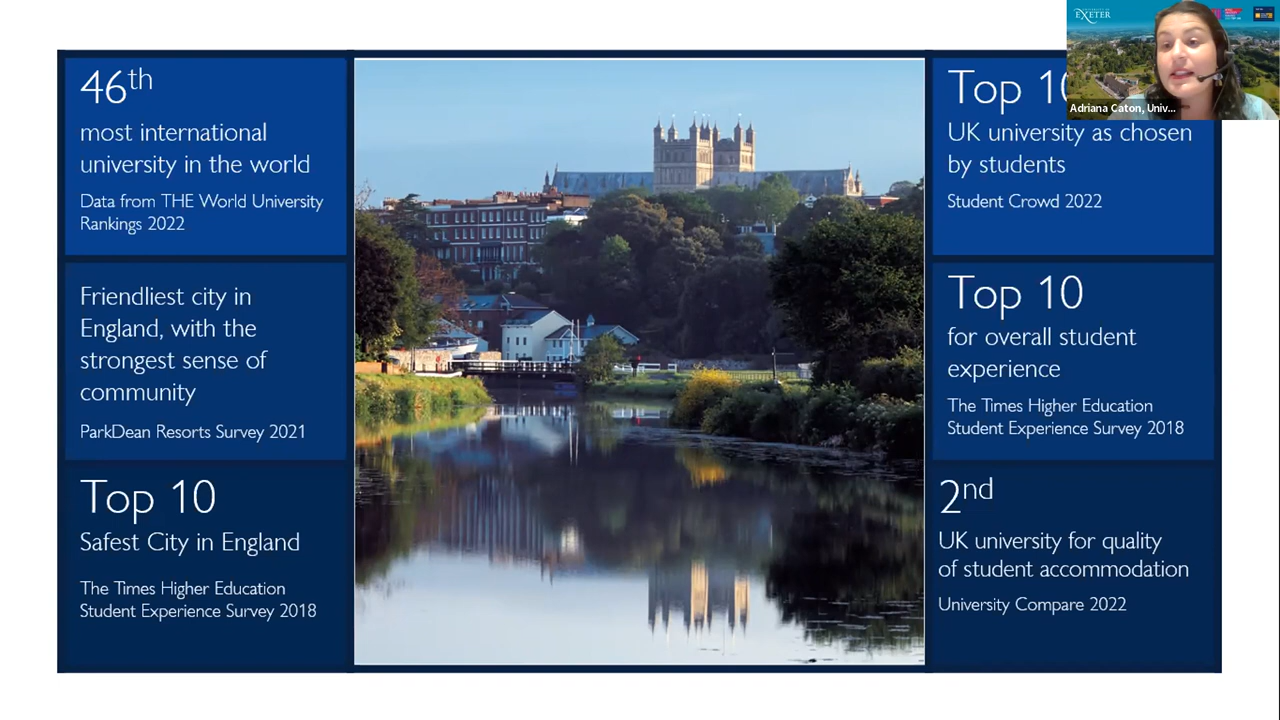 46th
most international
university in the world
Data from THE World University
Rankings 2022
Friendliest city in
England, with the
strongest sense of
community
ParkDean Resorts Survey 2021
Top 10
Safest City in England
The Times Higher Education
Student Experience Survey 2018
EXETER
Adriana Caton, Univ...
Top 10
UK university as chosen
by students
Student Crowd 2022
Top 10
for overall student
experience
The Times Higher Education
Student Experience Survey 2018
2nd
UK university for quality
of student accommodation
University Compare 2022